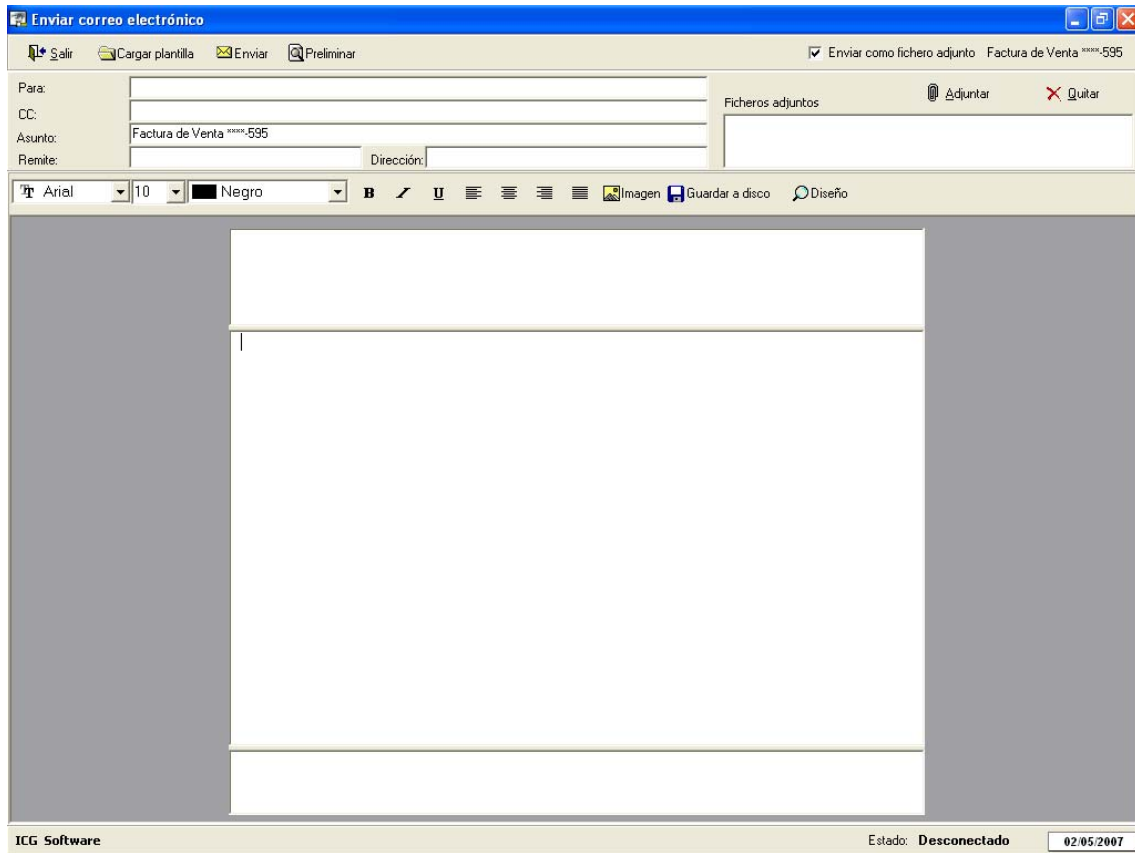 Enviar correo electrónico
Salir Cargar plantilla Enviar Preliminar Enviar como fichero adjunto Factura de Venta ****-595
Para:
CC:
Asunto: Factura de Venta ****-595
Remite: Dirección:
Ficheros adjuntos Adjuntar Quitar
Arial 10 Negro B I U Imagen Guardar a disco Diseño
ICG Software Estado: Desconectado 02/05/2007